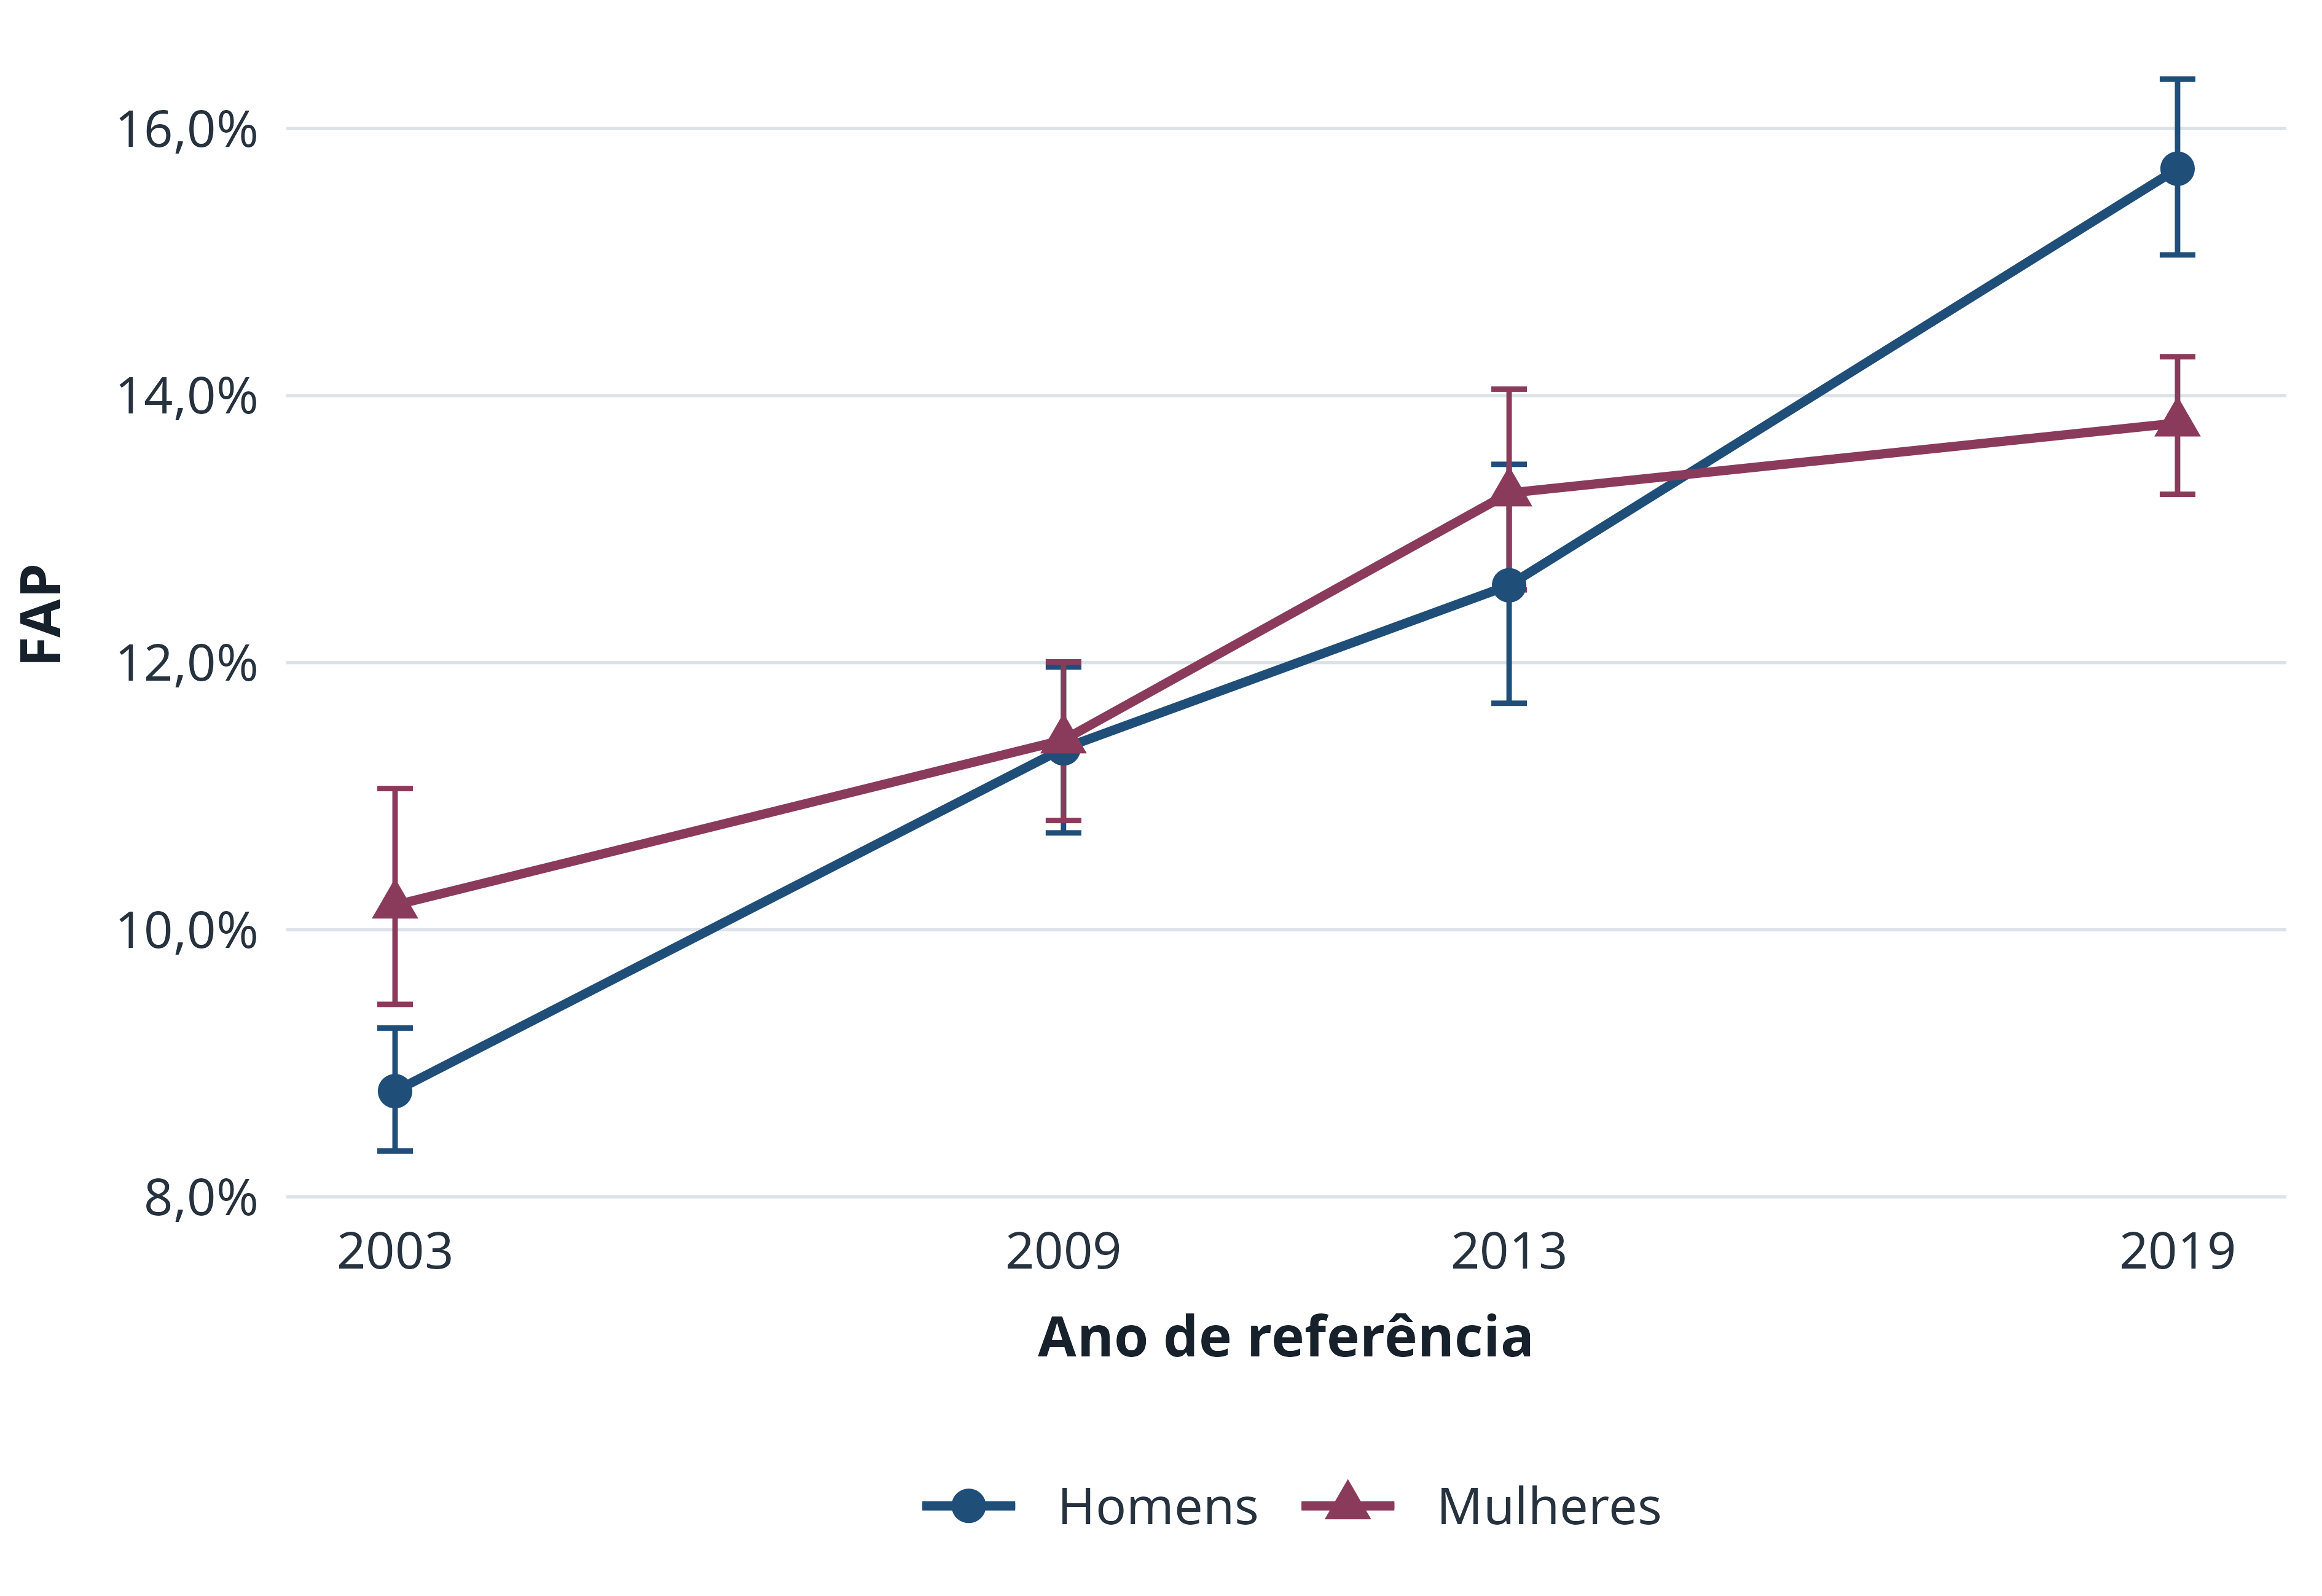 16,0%
14,0%
12,0%
10,0%
8,0%
FAP
2003 2009 2013 2019
Ano de referência
Homens Mulheres